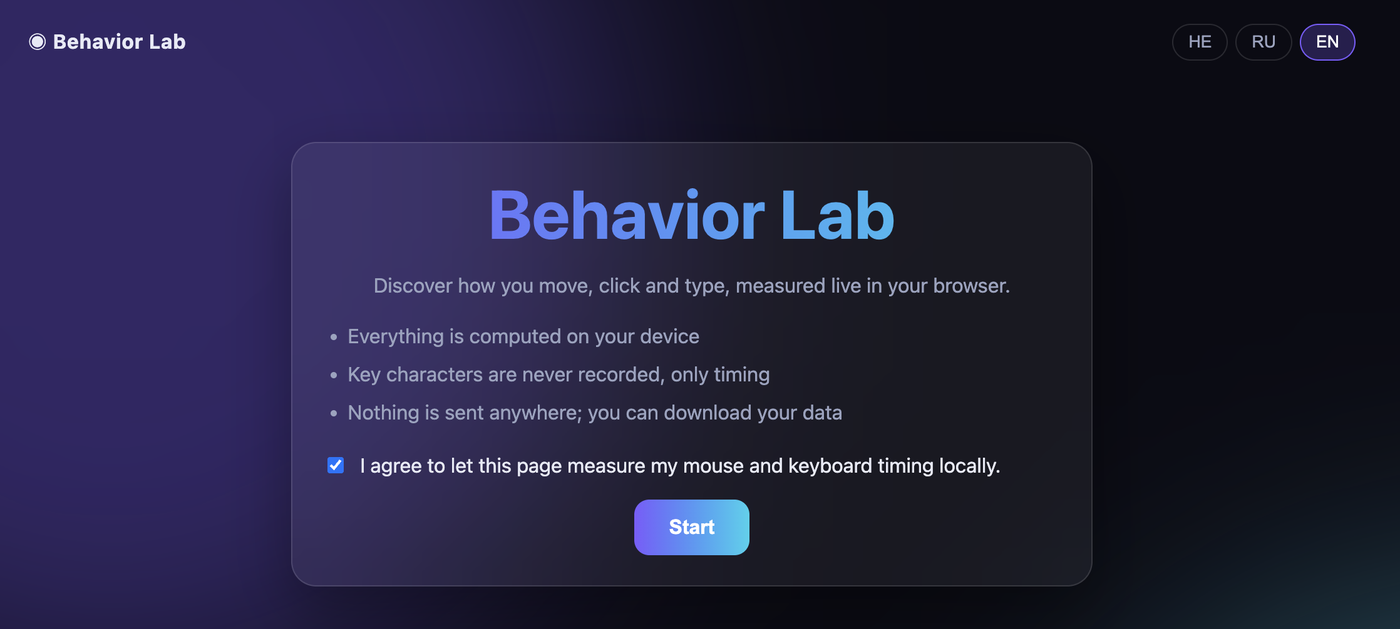 ◉ Behavior Lab
HE
RU
EN
Behavior Lab
Discover how you move, click and type, measured live in your browser.
• Everything is computed on your device
• Key characters are never recorded, only timing
• Nothing is sent anywhere; you can download your data
I agree to let this page measure my mouse and keyboard timing locally.
Start